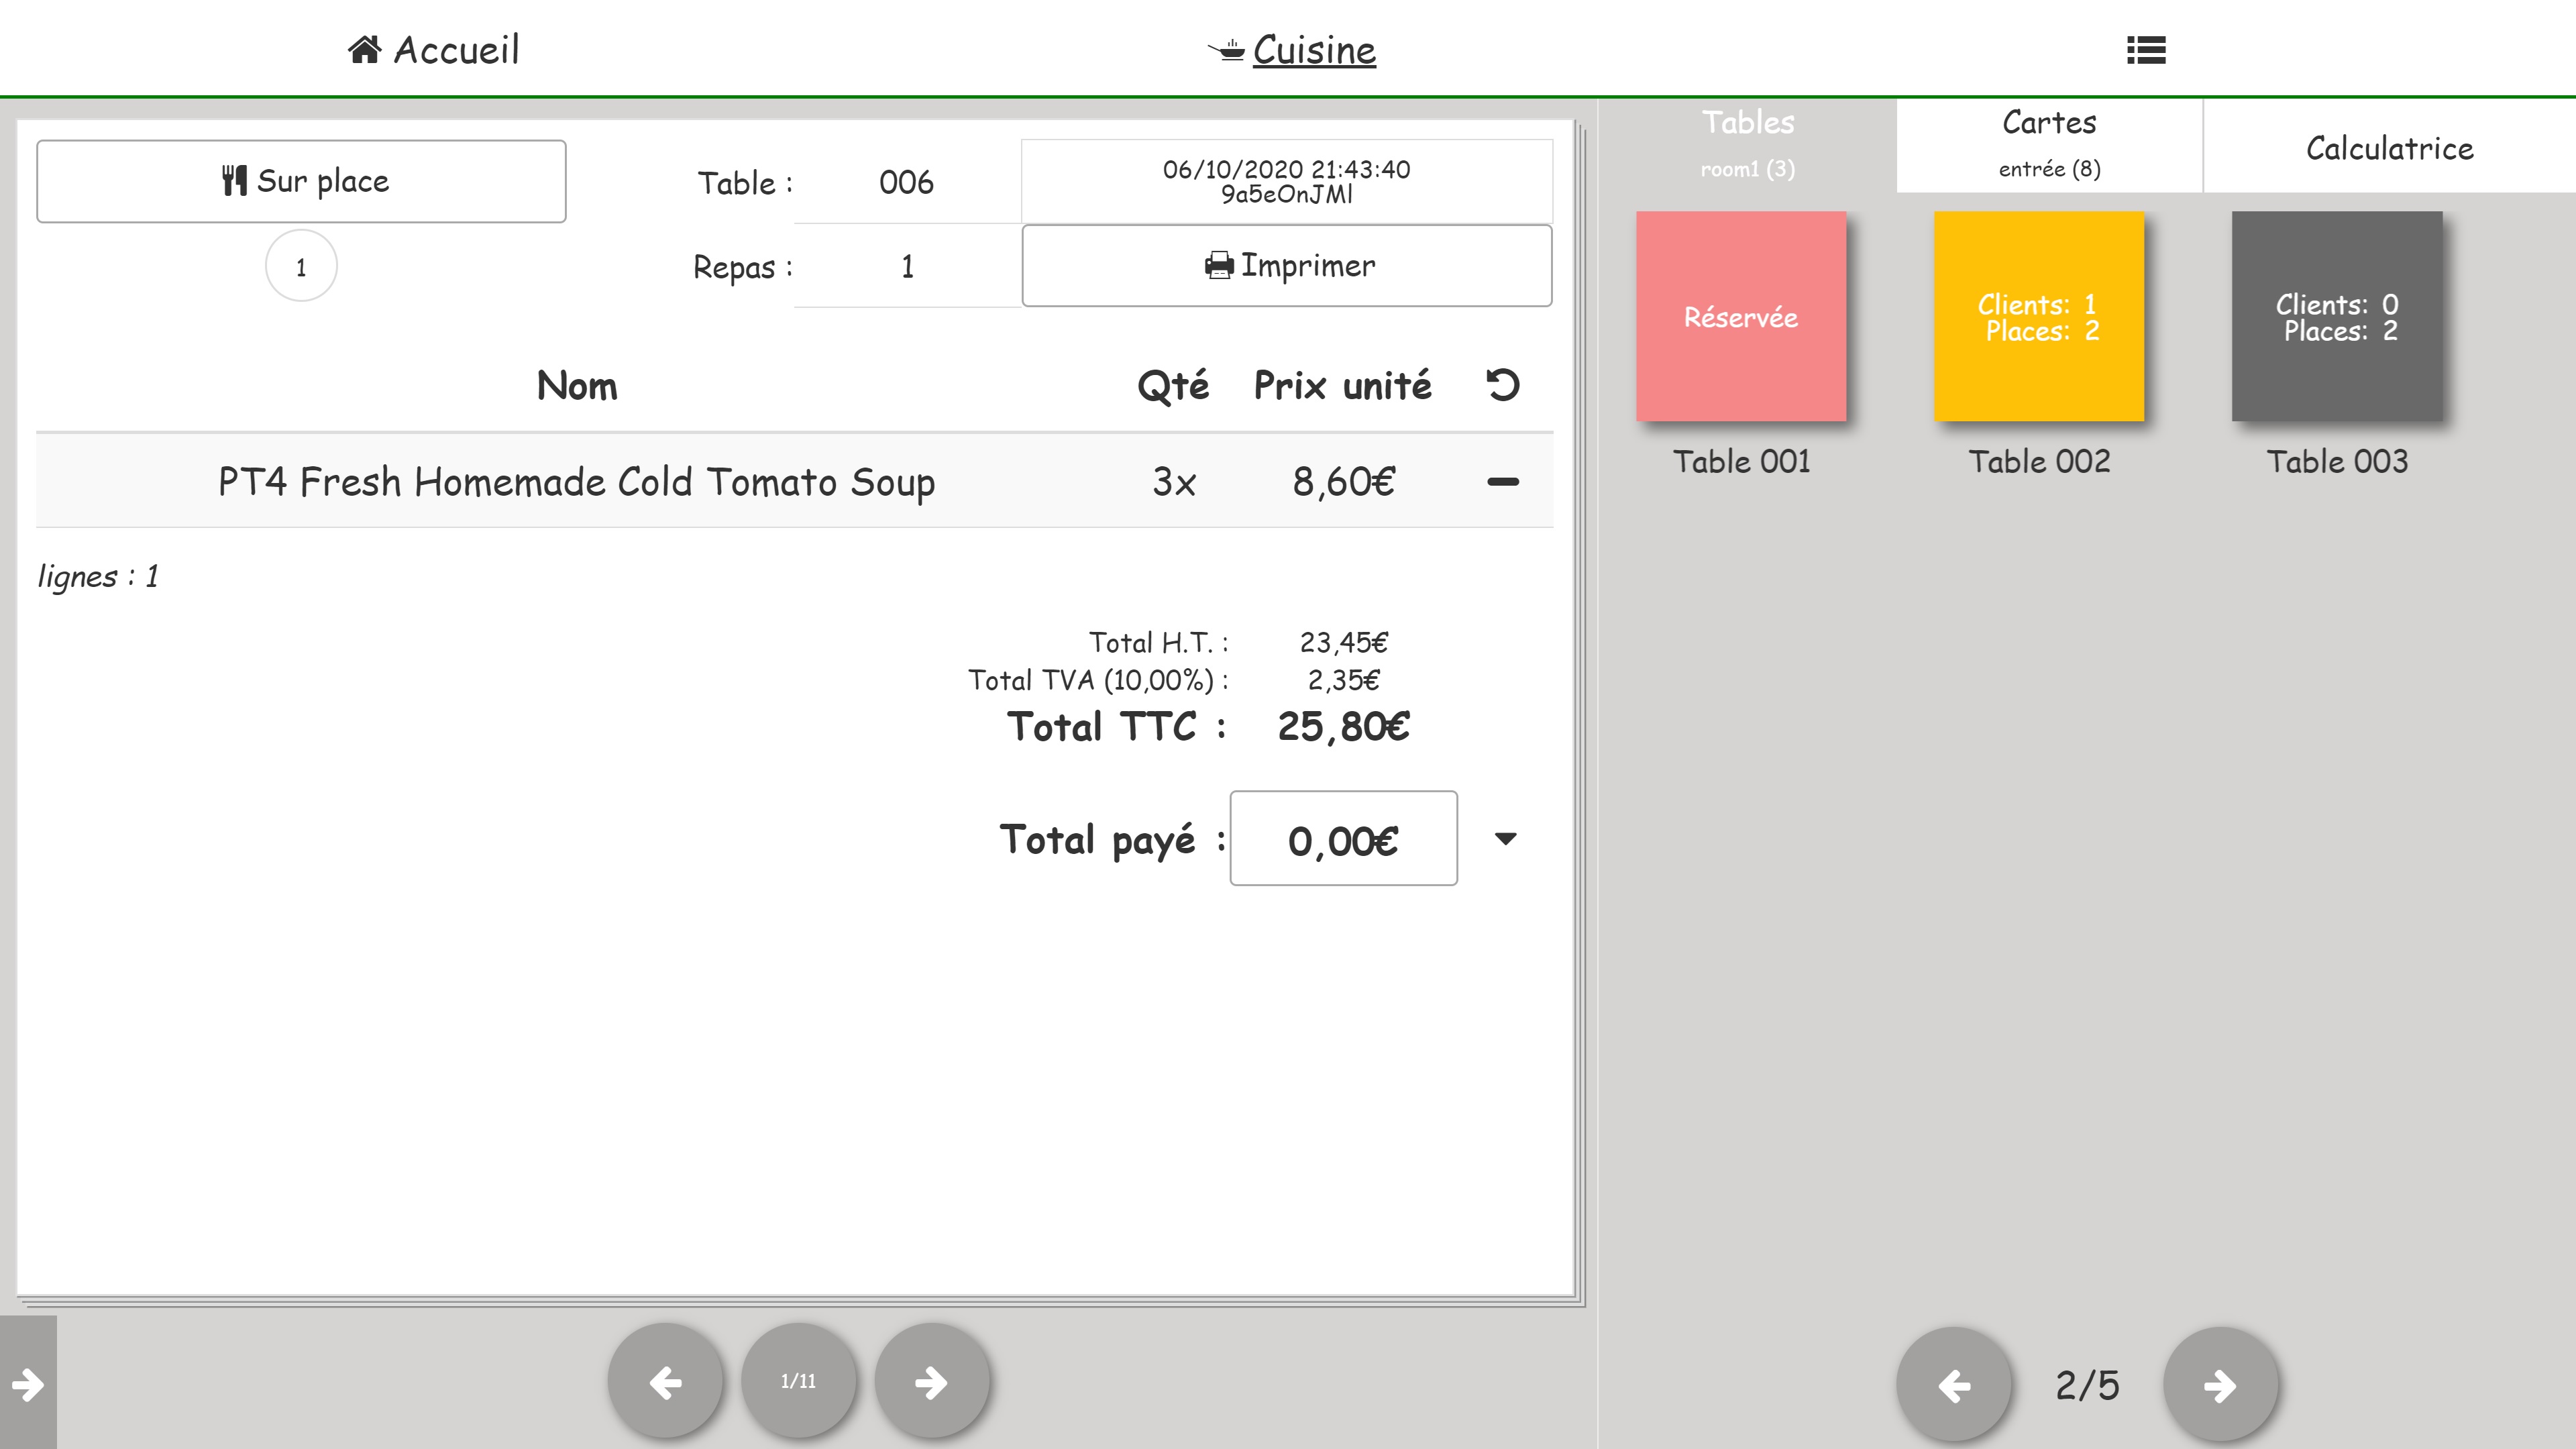 Accueil
Cuisine
Sur place
Table :
006
06/10/2020 21:43:40
9a5eOnJMl
1
Repas :
1
Imprimer
Nom
Qté
Prix unité
PT4 Fresh Homemade Cold Tomato Soup
3x
8,60€
lignes : 1
Total H.T. :
23,45€
Total TVA (10,00%) :
2,35€
Total TTC :
25,80€
Total payé :
0,00€
1/11
Tables
room1 (3)
Cartes
entrée (8)
Calculatrice
Réservée
Table 001
Clients: 1
Places: 2
Table 002
Clients: 0
Places: 2
Table 003
2/5